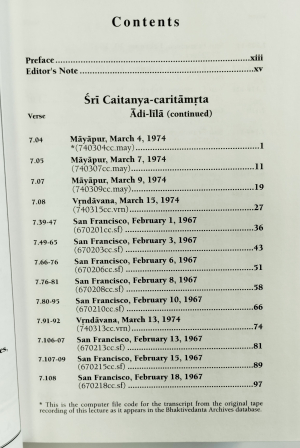 Contents
Preface xiii
Editor's Note xv
Śrī Caitanya-caritāmṛta
Ādi-līlā (continued)
Verse
7.04 Māyāpur, March 4, 1974
*(740304cc.may) 1
7.05 Māyāpur, March 7, 1974
(740307cc.may) 11
7.07 Māyāpur, March 9, 1974
(740309cc.may) 19
7.08 Vṛndāvana, March 15, 1974
(740315cc.vrn) 27
7.39-47 San Francisco, February 1, 1967
(670201cc.sf) 36
7.49-65 San Francisco, February 3, 1967
(670203cc.sf) 43
7.66-76 San Francisco, February 6, 1967
(670206cc.sf) 51
7.76-81 San Francisco, February 8, 1967
(670208cc.sf) 58
7.80-95 San Francisco, February 10, 1967
(670210cc.sf) 66
7.91-92 Vṛndāvana, March 13, 1974
(740313cc.vrn) 74
7.106-07 San Francisco, February 13, 1967
(670213cc.sf) 81
7.107-09 San Francisco, February 15, 1967
(670215cc.sf) 89
7.108 San Francisco, February 18, 1967
(670218cc.sf) 97
* This is the computer file code for the transcript from the original tape
recording of this lecture as it appears in the Bhaktivedanta Archives database.